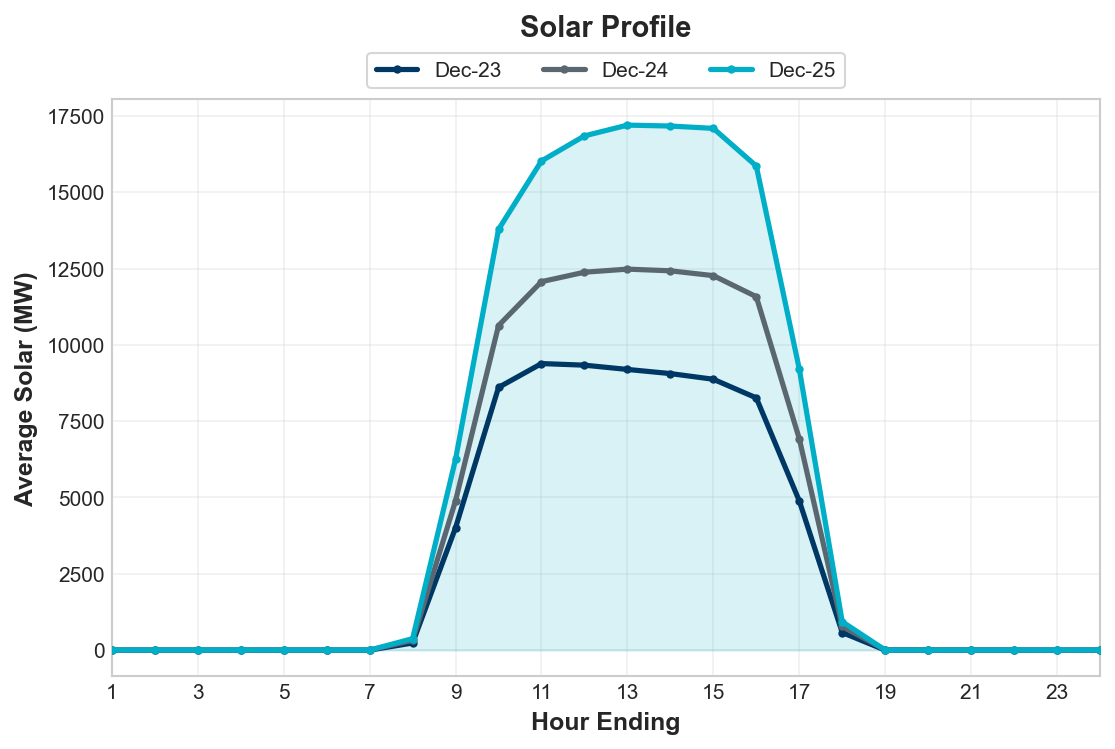 Solar Profile
Dec-23 Dec-24 Dec-25
17500
15000
12500
10000
7500
5000
2500
0
Average Solar (MW)
1 3 5 7 9 11 13 15 17 19 21 23
Hour Ending